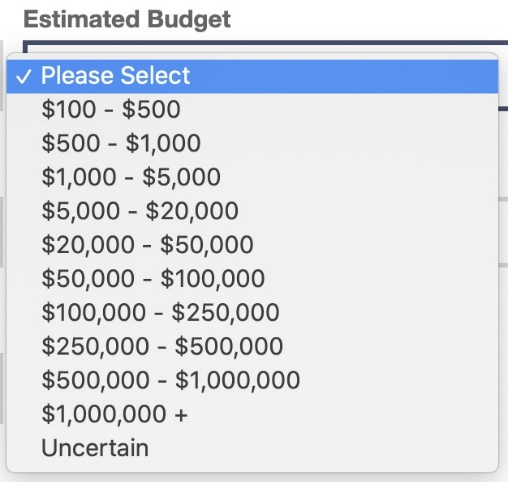 Estimated Budget
✓ Please Select
$100 - $500
$500 - $1,000
$1,000 - $5,000
$5,000 - $20,000
$20,000 - $50,000
$50,000 - $100,000
$100,000 - $250,000
$250,000 - $500,000
$500,000 - $1,000,000
$1,000,000 +
Uncertain